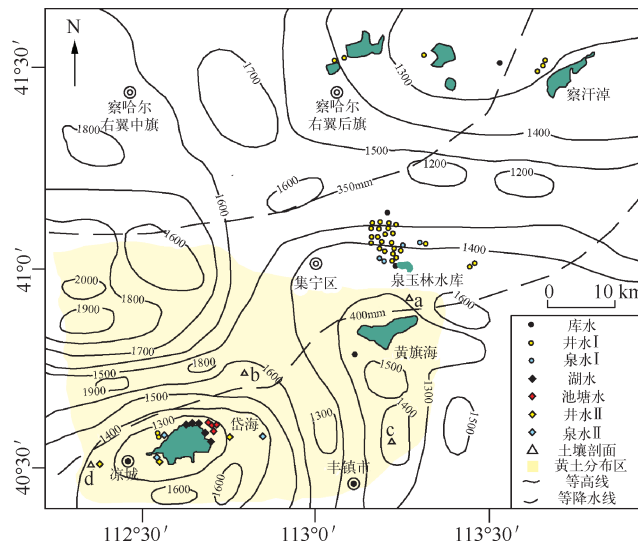 N
41°30′
41°0′
40°30′
112°30′
113°0′
113°30′
1700
1300
察哈尔
右翼中旗
察哈尔
右翼后旗
察汗淖
1800
1400
1500
1200
1200
1600
350mm
1600
1600
1400
集宁区
泉玉林水库
a
2000
1800
1900
400mm
1600
0 10 km
黄旗海
1700
1500
1800
1600
b
1500
1300
1900
1500
1300
1400
岱海
1300
1400
c
1500
d
凉城
1600
1600
丰镇市
库水
井水Ⅰ
泉水Ⅰ
湖水
池塘水
井水Ⅱ
泉水Ⅱ
土壤剖面
黄土分布区
等高线
等降水线